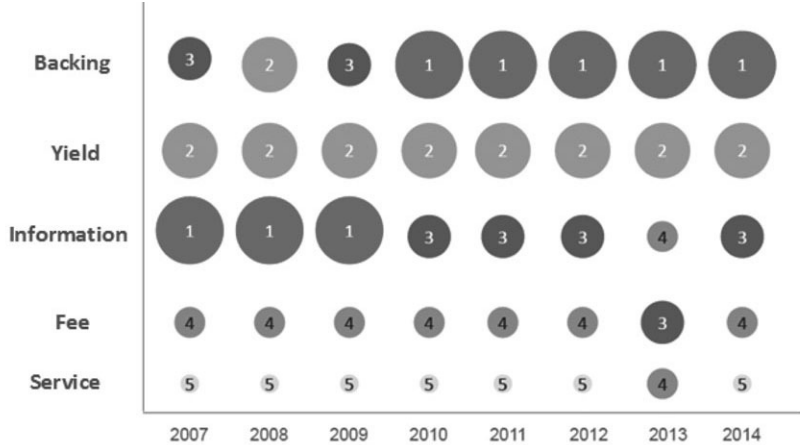 Backing 3 2 3 1 1 1 1 1
Yield 2 2 2 2 2 2 2 2
Information 1 1 1 3 3 3 4 3
Fee 4 4 4 4 4 4 3 4
Service 5 5 5 5 5 5 4 5
2007 2008 2009 2010 2011 2012 2013 2014